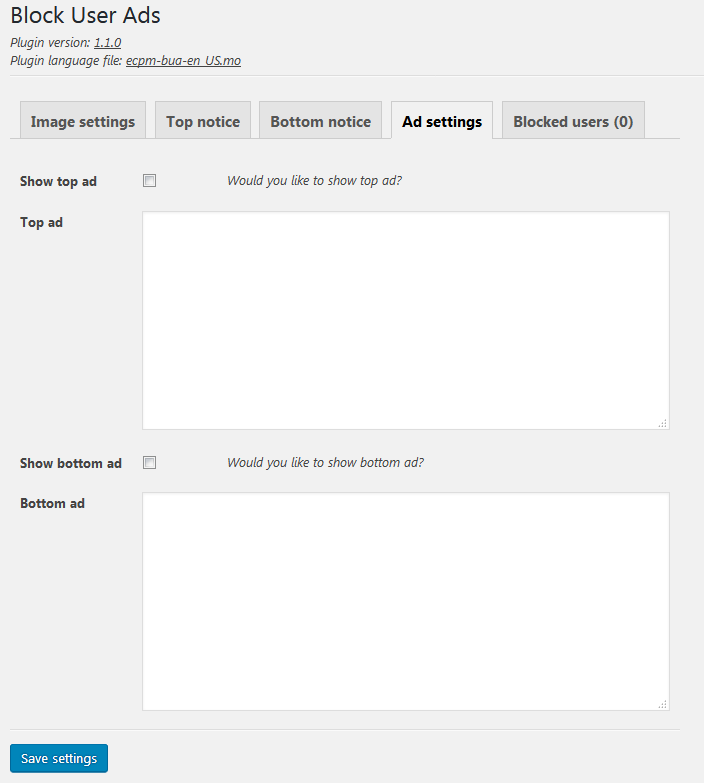 Block User Ads
Plugin version: 1.1.0
Plugin language file: ecpm-bua-en_US.mo
Image settings Top notice Bottom notice Ad settings Blocked users (0)
Show top ad Would you like to show top ad?
Top ad
Show bottom ad Would you like to show bottom ad?
Bottom ad
Save settings